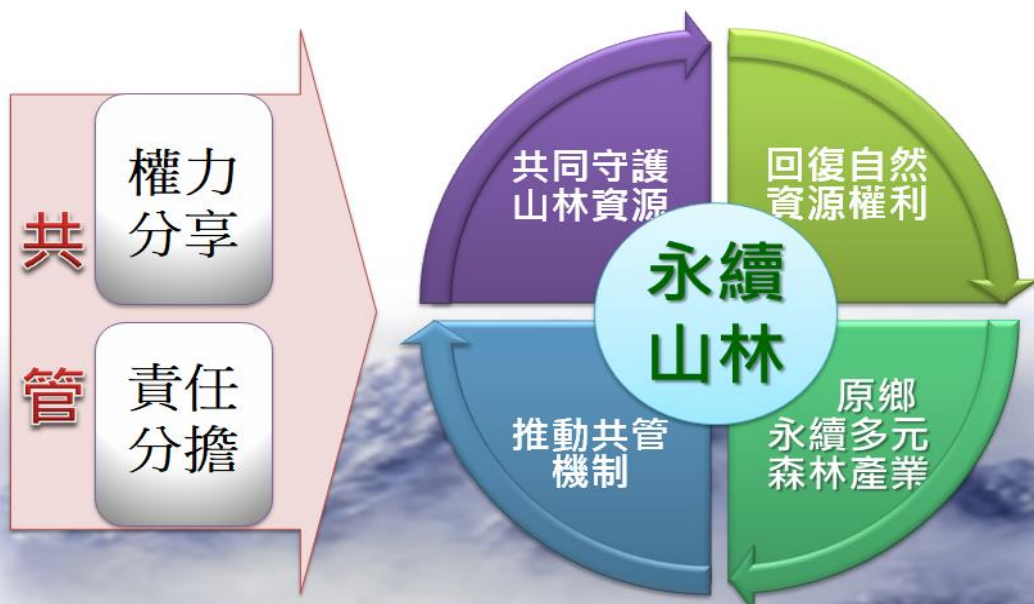 共
管
權力
分享
責任
分擔
共同守護
山林資源
回復自然
資源權利
永續
山林
推動共管
機制
原鄉
永續多元
森林產業